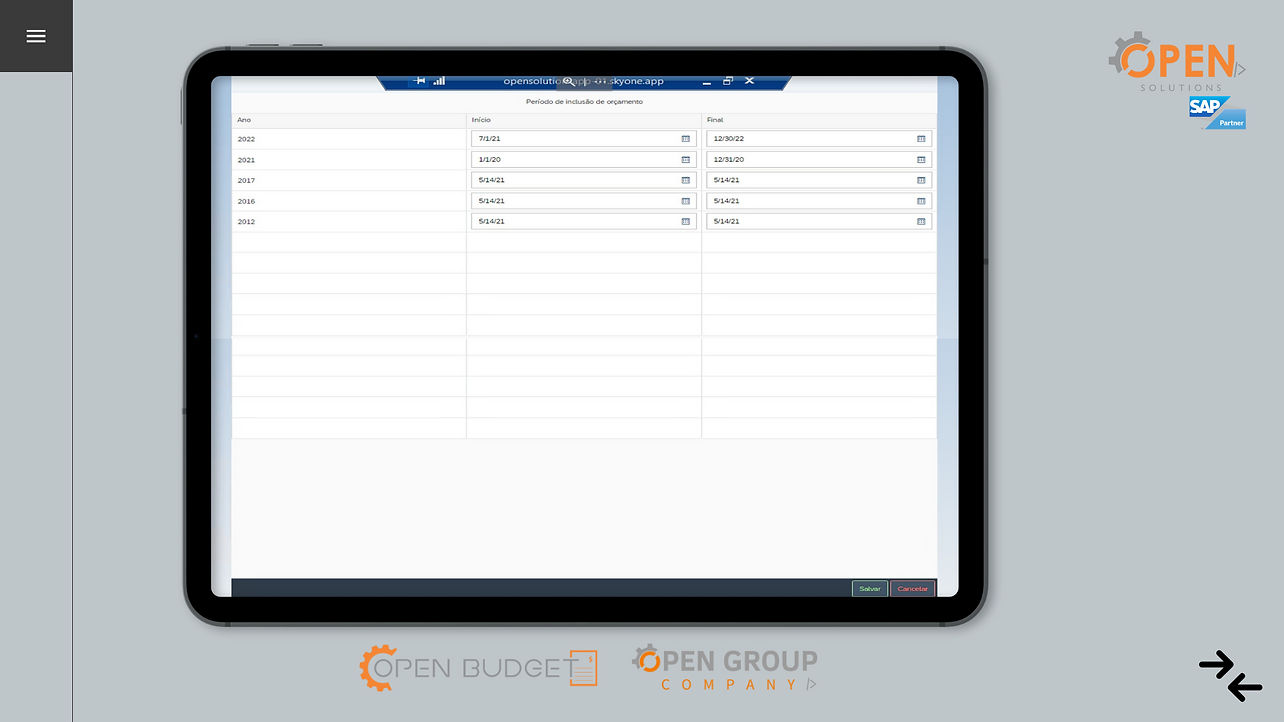 opensolutio
skyone.app
Período de inclusão de orçamento
Ano Início Final
2022 7/1/21 12/30/22
2021 1/1/20 12/31/20
2017 5/14/21 5/14/21
2016 5/14/21 5/14/21
2012 5/14/21 5/14/21
Salvar Cancelar
OPEN
SOLUTIONS
SAP
Partner
OPEN BUDGET
OPEN GROUP
COMPANY